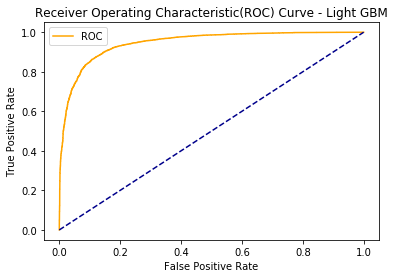 Receiver Operating Characteristic(ROC) Curve - Light GBM
ROC
1.0
0.8
0.6
0.4
0.2
0.0
True Positive Rate
0.0 0.2 0.4 0.6 0.8 1.0
False Positive Rate